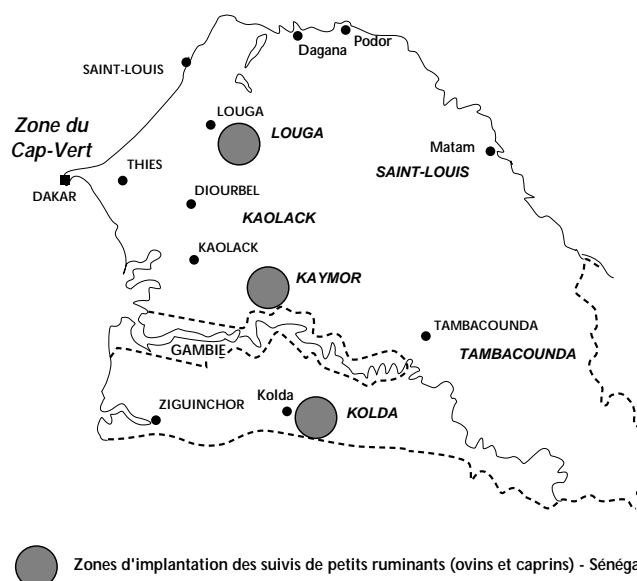 Dagana
Podor
SAINT-LOUIS
LOUGA
LOUGA
Zone du
Cap-Vert
Matam
THIES
SAINT-LOUIS
DAKAR
DIOURBEL
KAOLACK
KAOLACK
KAYMOR
TAMBACOUNDA
GAMBIE
TAMBACOUNDA
Kolda
ZIGUINCHOR
KOLDA
Zones d'implantation des suivis de petits ruminants (ovins et caprins) - Sénéga